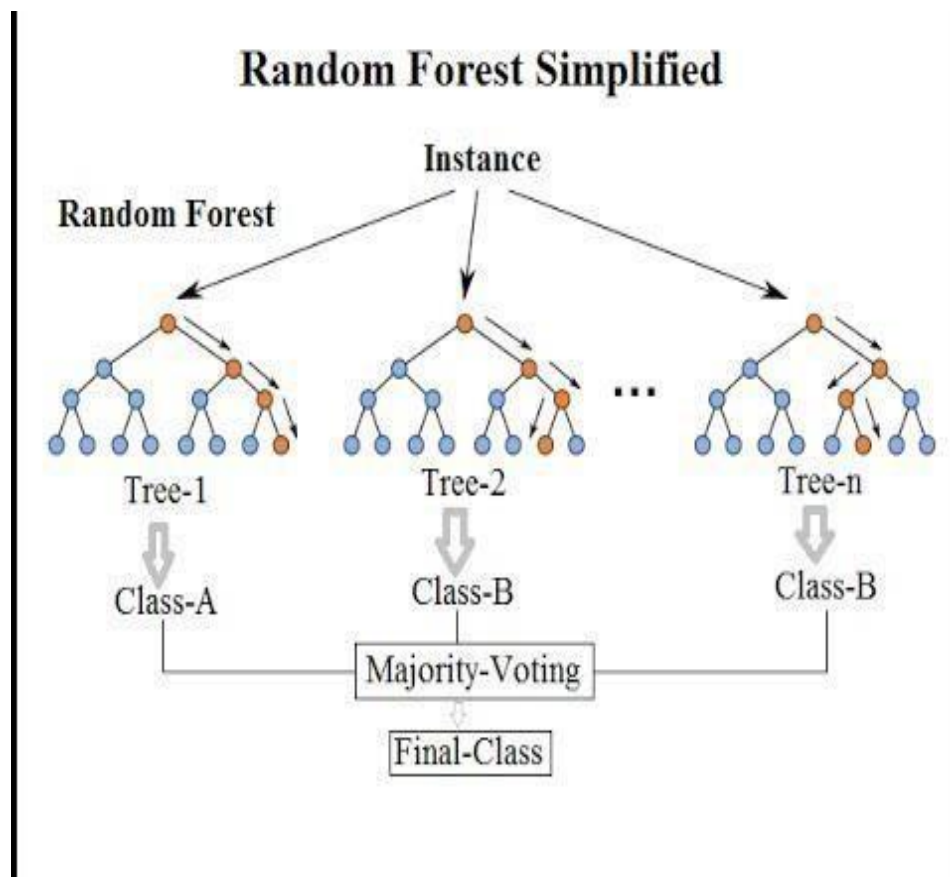 Random Forest Simplified
Instance
Random Forest
...
Tree-1
Tree-2
Tree-n
Class-A
Class-B
Class-B
Majority-Voting
Final-Class